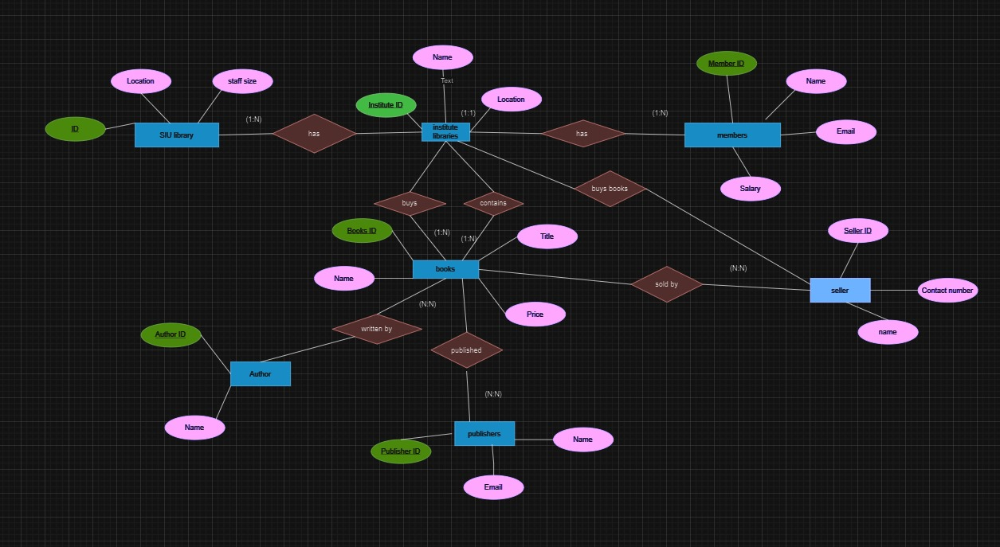 Name
Text
Member ID
Location
staff size
Name
Institute ID
Location
(1:N)
(1:1)
(1:N)
ID
SIU library
has
institute
libraries
has
members
Email
Salary
buys books
buys
contains
Books ID
(1:N)
(1:N)
Title
Seller ID
Name
books
(N:N)
sold by
seller
Contact number
(N:N)
Price
written by
name
Author ID
published
Author
(N:N)
Name
publishers
Name
Publisher ID
Email